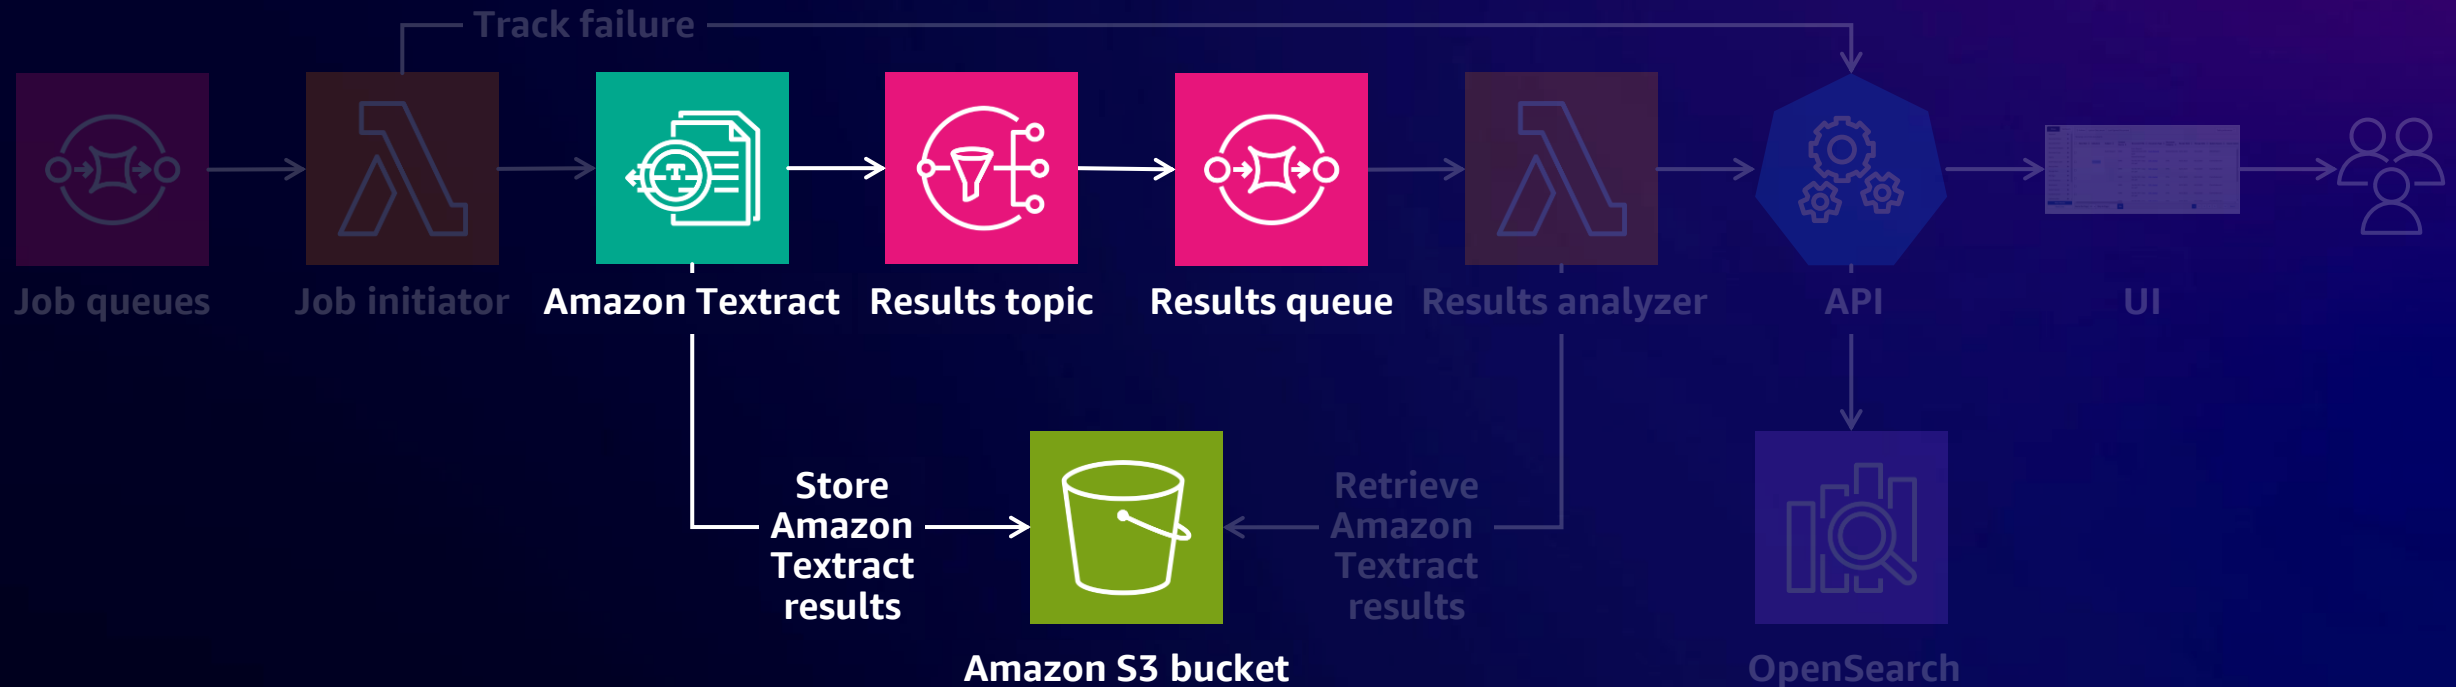 Track failure
Job queues
Job initiator
Amazon Textract
Results topic
Results queue
Results analyzer
API
UI
Store
Amazon
Textract
results
Retrieve
Amazon
Textract
results
Amazon S3 bucket
OpenSearch